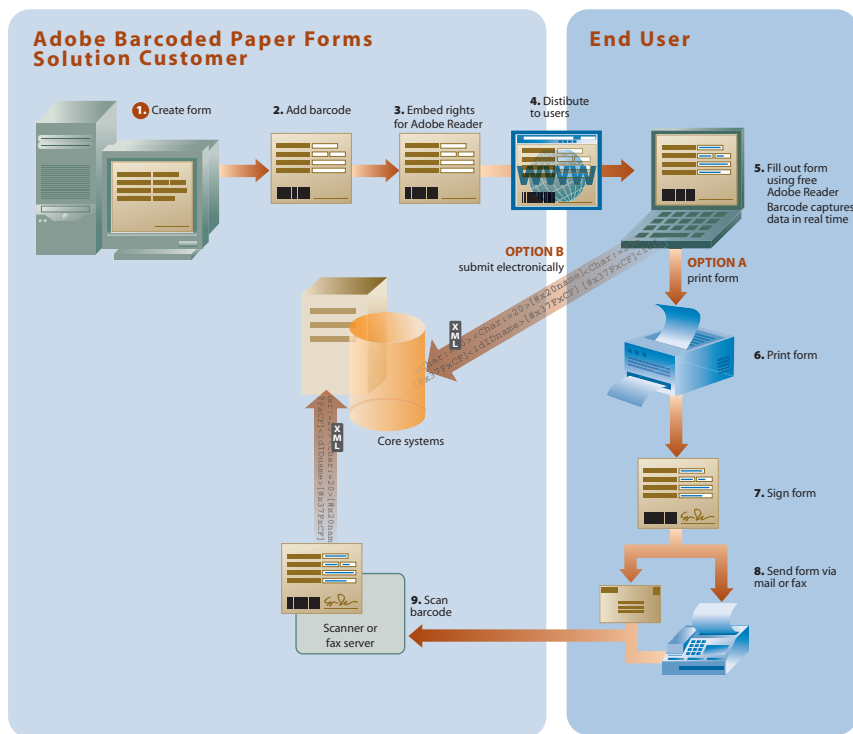 Adobe Barcoded Paper Forms
Solution Customer
End User
1. Create form
2. Add barcode
3. Embed rights
for Adobe Reader
4. Distibute
to users
WWW
5. Fill out form
using free
Adobe Reader
Barcode captures
data in real time
OPTION B
submit electronically
OPTION A
print form
XML
6. Print form
Core systems
XML
7. Sign form
8. Send form via
mail or fax
9. Scan
barcode
Scanner or
fax server